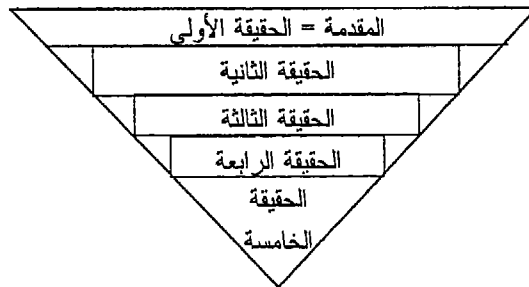 المقدمة = الحقيقة الأولى
الحقيقة الثانية
الحقيقة الثالثة
الحقيقة الرابعة
الحقيقة
الخامسة